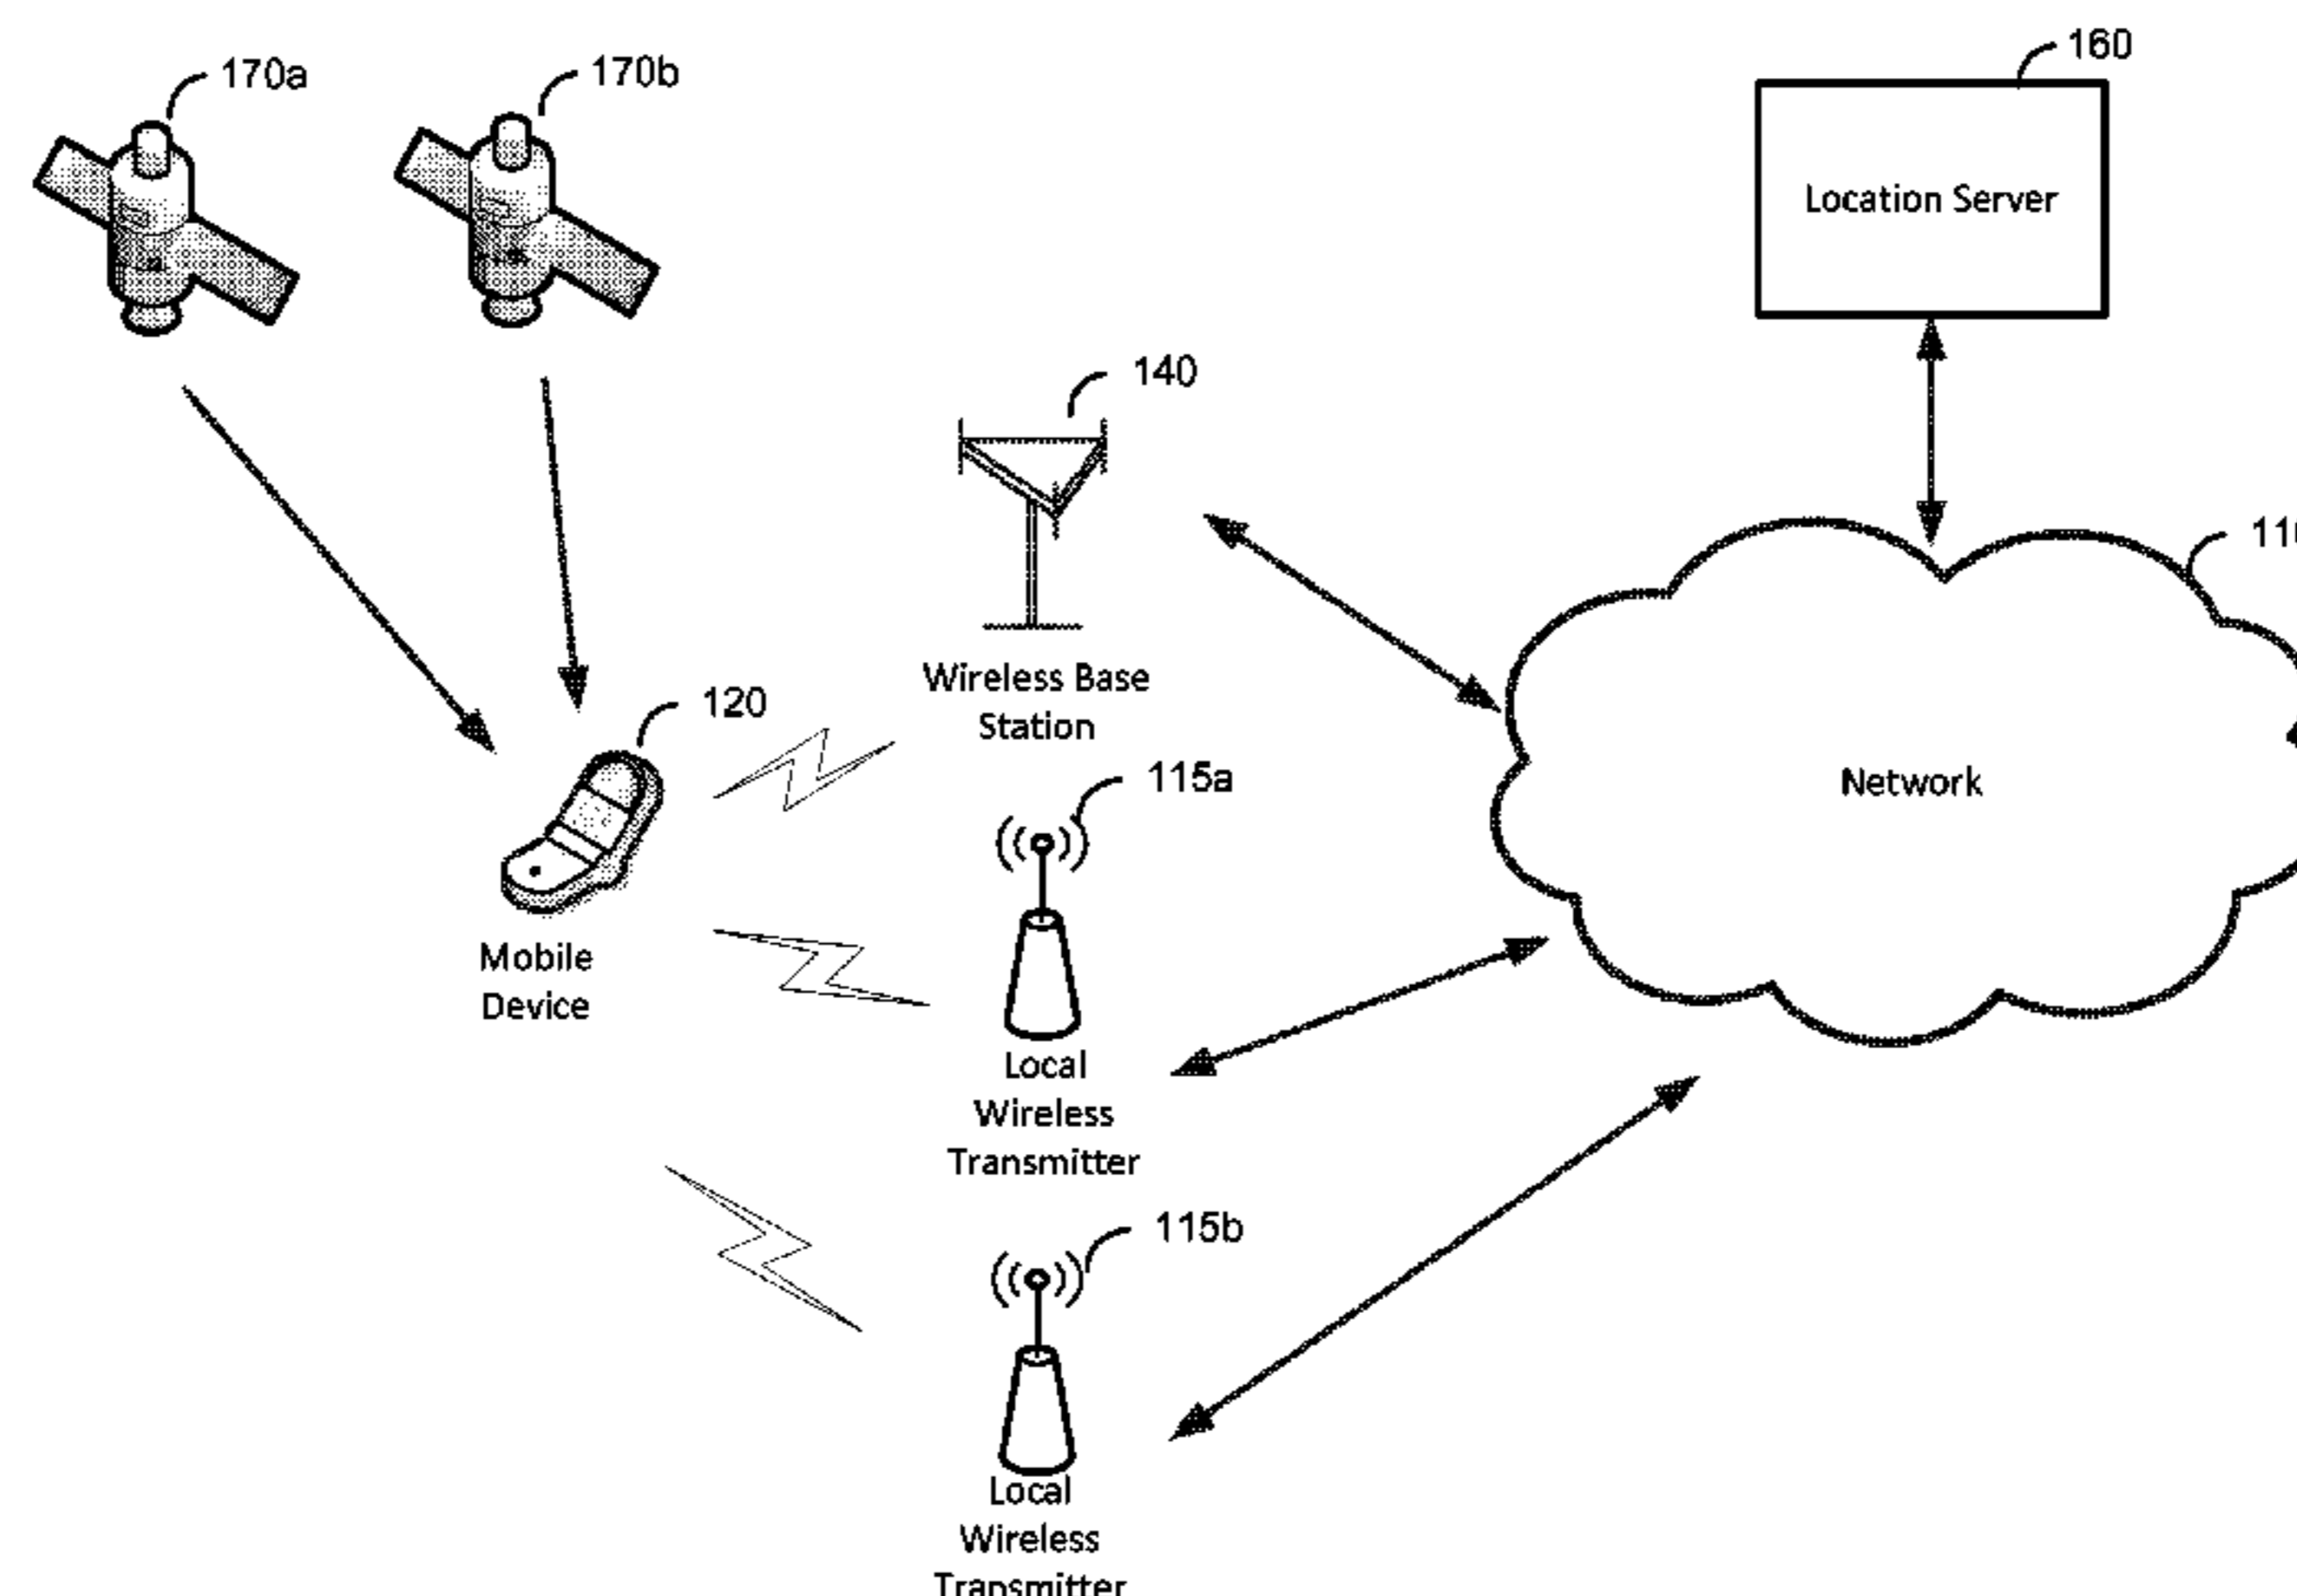 170a
170b
160
Location Server
140
Wireless Base
Station
120
115a
Network
Mobile
Device
Local
Wireless
Transmitter
115b
Local
Wireless
Transmitter